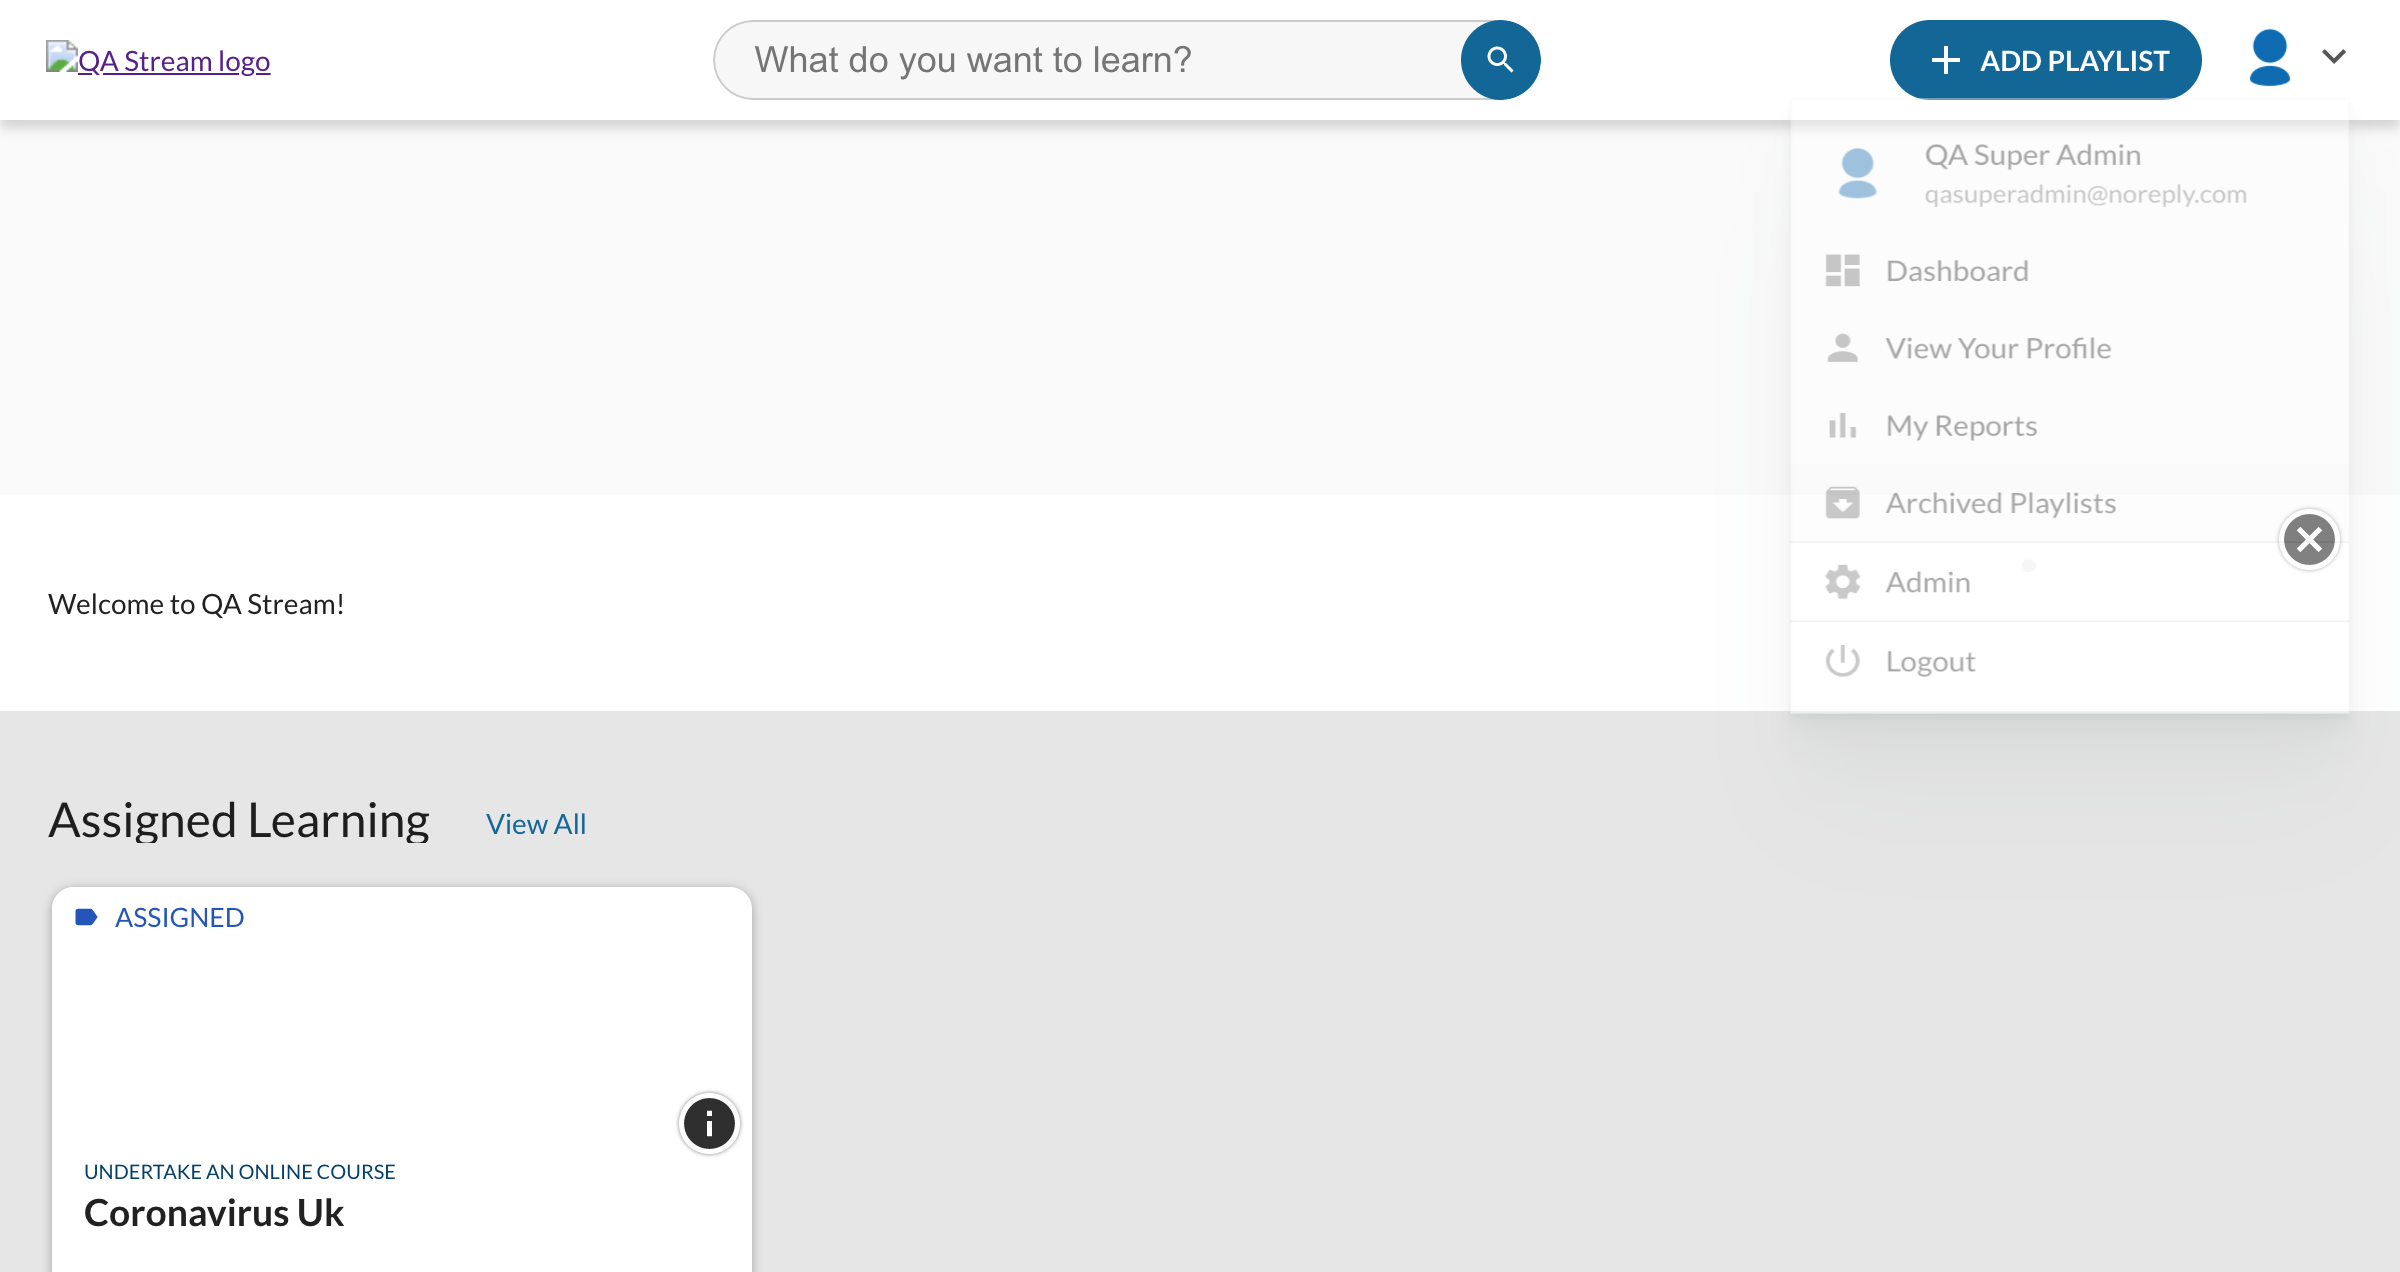 QA Stream logo
What do you want to learn?
ADD PLAYLIST
QA Super Admin
qasuperadmin@noreply.com
Dashboard
View Your Profile
My Reports
Archived Playlists
Admin
Logout
Welcome to QA Stream!
Assigned Learning View All
ASSIGNED
UNDERTAKE AN ONLINE COURSE
Coronavirus Uk